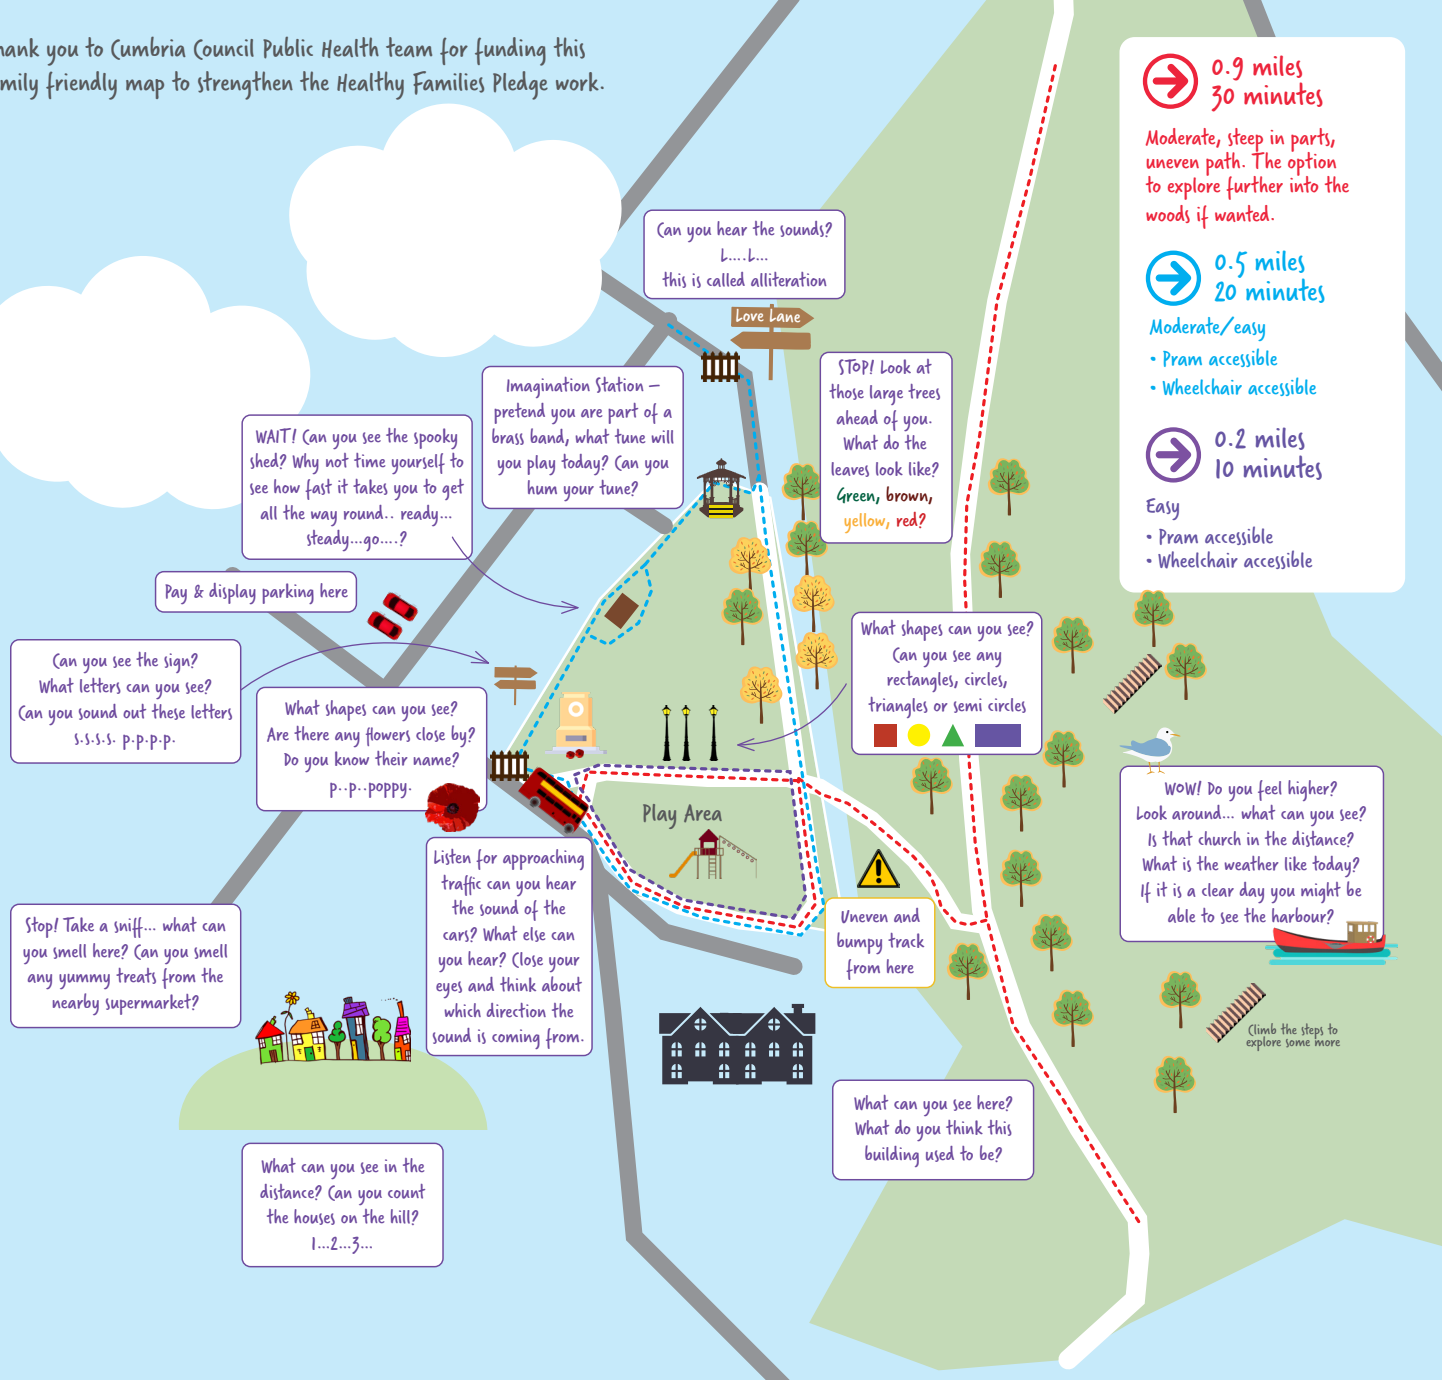 hank you to Cumbria Council Public Health team for funding this
mily friendly map to strengthen the Healthy Families Pledge work.
0.9 miles
30 minutes
Moderate, steep in parts,
uneven path. The option
to explore further into the
woods if wanted.
0.5 miles
20 minutes
Moderate/easy
• Pram accessible
• Wheelchair accessible
0.2 miles
10 minutes
Easy
• Pram accessible
• Wheelchair accessible
Can you hear the sounds?
L....L...
this is called alliteration
Love Lane
STOP! Look at
those large trees
ahead of you.
What do the
leaves look like?
Green, brown,
yellow, red?
Imagination Station –
pretend you are part of a
brass band, what tune will
you play today? Can you
hum your tune?
WAIT! Can you see the spooky
shed? Why not time yourself to
see how fast it takes you to get
all the way round.. ready...
steady...go....?
Pay & display parking here
Can you see the sign?
What letters can you see?
Can you sound out these letters
s.s.s.s. p.p.p.p.
What shapes can you see?
Are there any flowers close by?
Do you know their name?
p..p..poppy.
What shapes can you see?
Can you see any
rectangles, circles,
triangles or semi circles
Play Area
WOW! Do you feel higher?
Look around... what can you see?
Is that church in the distance?
What is the weather like today?
If it is a clear day you might be
able to see the harbour?
Listen for approaching
traffic can you hear
the sound of the
cars? What else can
you hear? Close your
eyes and think about
which direction the
sound is coming from.
Uneven and
bumpy track
from here
Stop! Take a sniff... what can
you smell here? Can you smell
any yummy treats from the
nearby supermarket?
Climb the steps to
explore some more
What can you see here?
What do you think this
building used to be?
What can you see in the
distance? Can you count
the houses on the hill?
1...2...3...